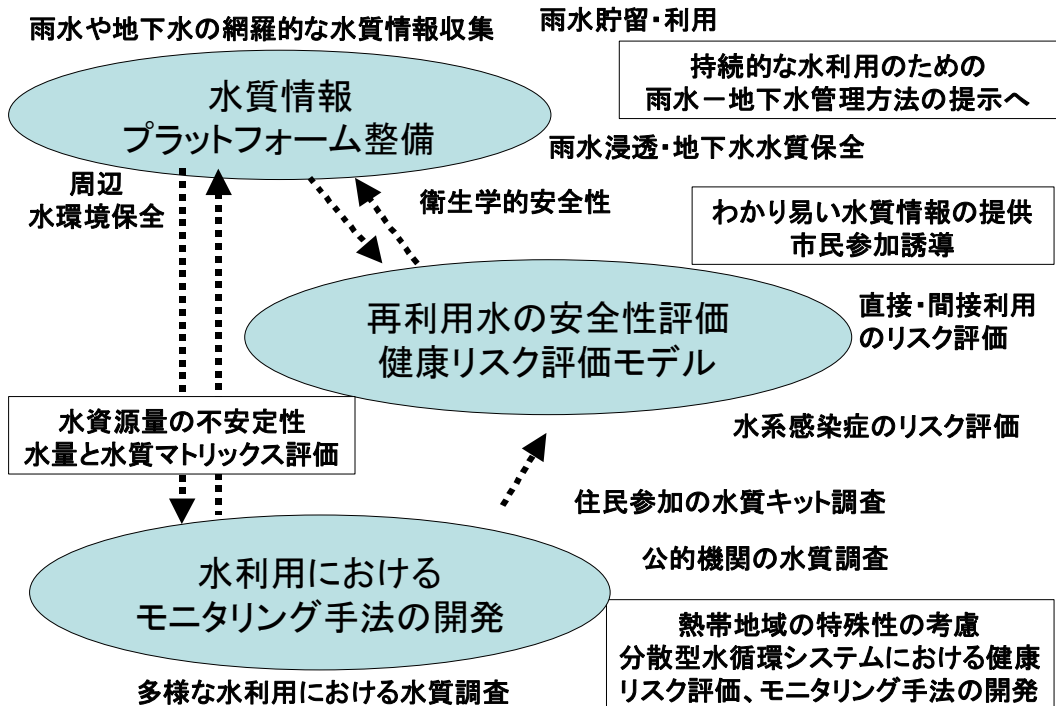 雨水や地下水の網羅的な水質情報収集
雨水貯留・利用
持続的な水利用のための
雨水－地下水管理方法の提示へ
水質情報
プラットフォーム整備
雨水浸透・地下水水質保全
周辺
水環境保全
衛生学的安全性
わかり易い水質情報の提供
市民参加誘導
再利用水の安全性評価
健康リスク評価モデル
直接・間接利用
のリスク評価
水資源量の不安定性
水量と水質マトリックス評価
水系感染症のリスク評価
住民参加の水質キット調査
公的機関の水質調査
水利用における
モニタリング手法の開発
熱帯地域の特殊性の考慮
分散型水循環システムにおける健康
リスク評価、モニタリング手法の開発
多様な水利用における水質調査